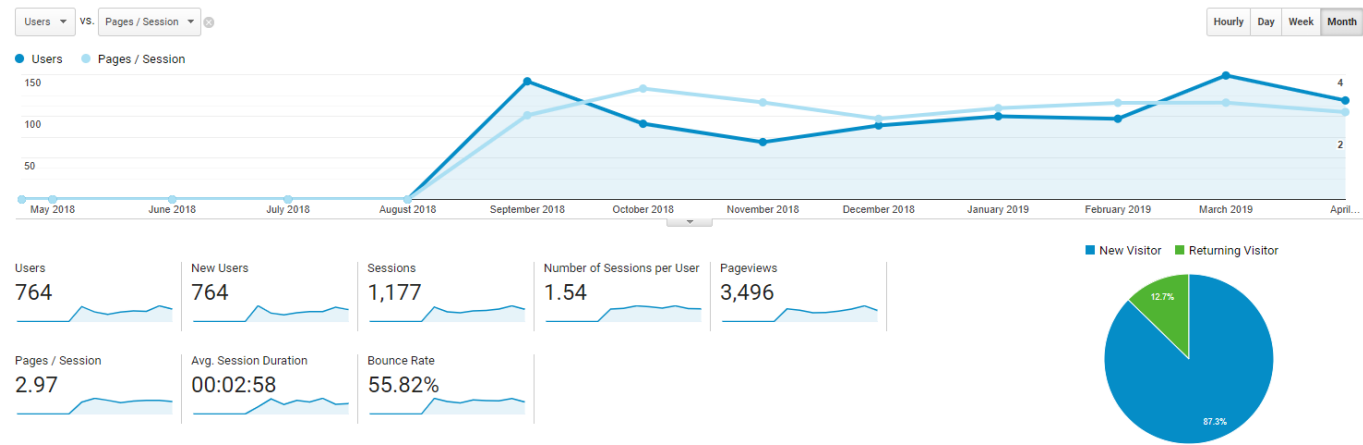 Users vs. Pages / Session
Hourly Day Week Month
Users Pages / Session
150 4
100
2
50
May 2018 June 2018 July 2018 August 2018 September 2018 October 2018 November 2018 December 2018 January 2019 February 2019 March 2019 April...
New Visitor Returning Visitor
Users New Users Sessions Number of Sessions per User Pageviews
764 764 1,177 1.54 3,496
12.7%
Pages / Session Avg. Session Duration Bounce Rate
2.97 00:02:58 55.82%
87.3%